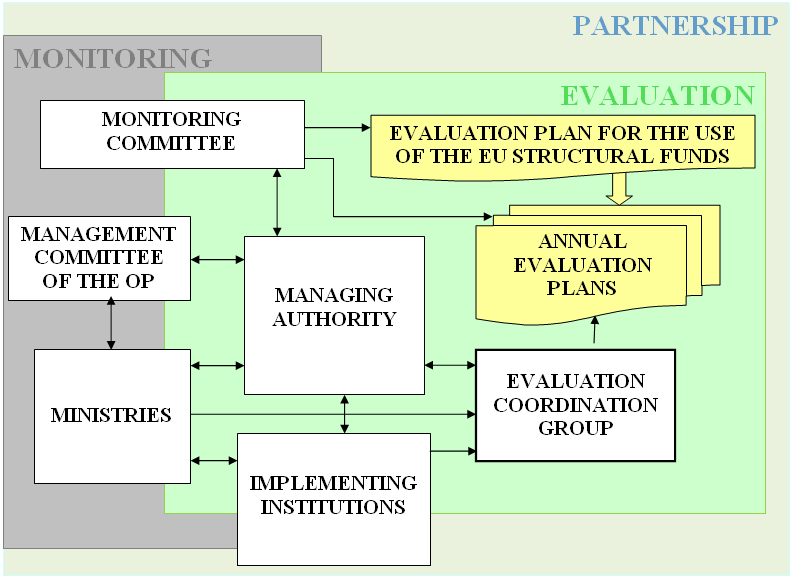 PARTNERSHIP
MONITORING
EVALUATION
MONITORING
COMMITTEE
EVALUATION PLAN FOR THE USE
OF THE EU STRUCTURAL FUNDS
MANAGEMENT
COMMITTEE
OF THE OP
ANNUAL
EVALUATION
PLANS
MANAGING
AUTHORITY
MINISTRIES
EVALUATION
COORDINATION
GROUP
IMPLEMENTING
INSTITUTIONS